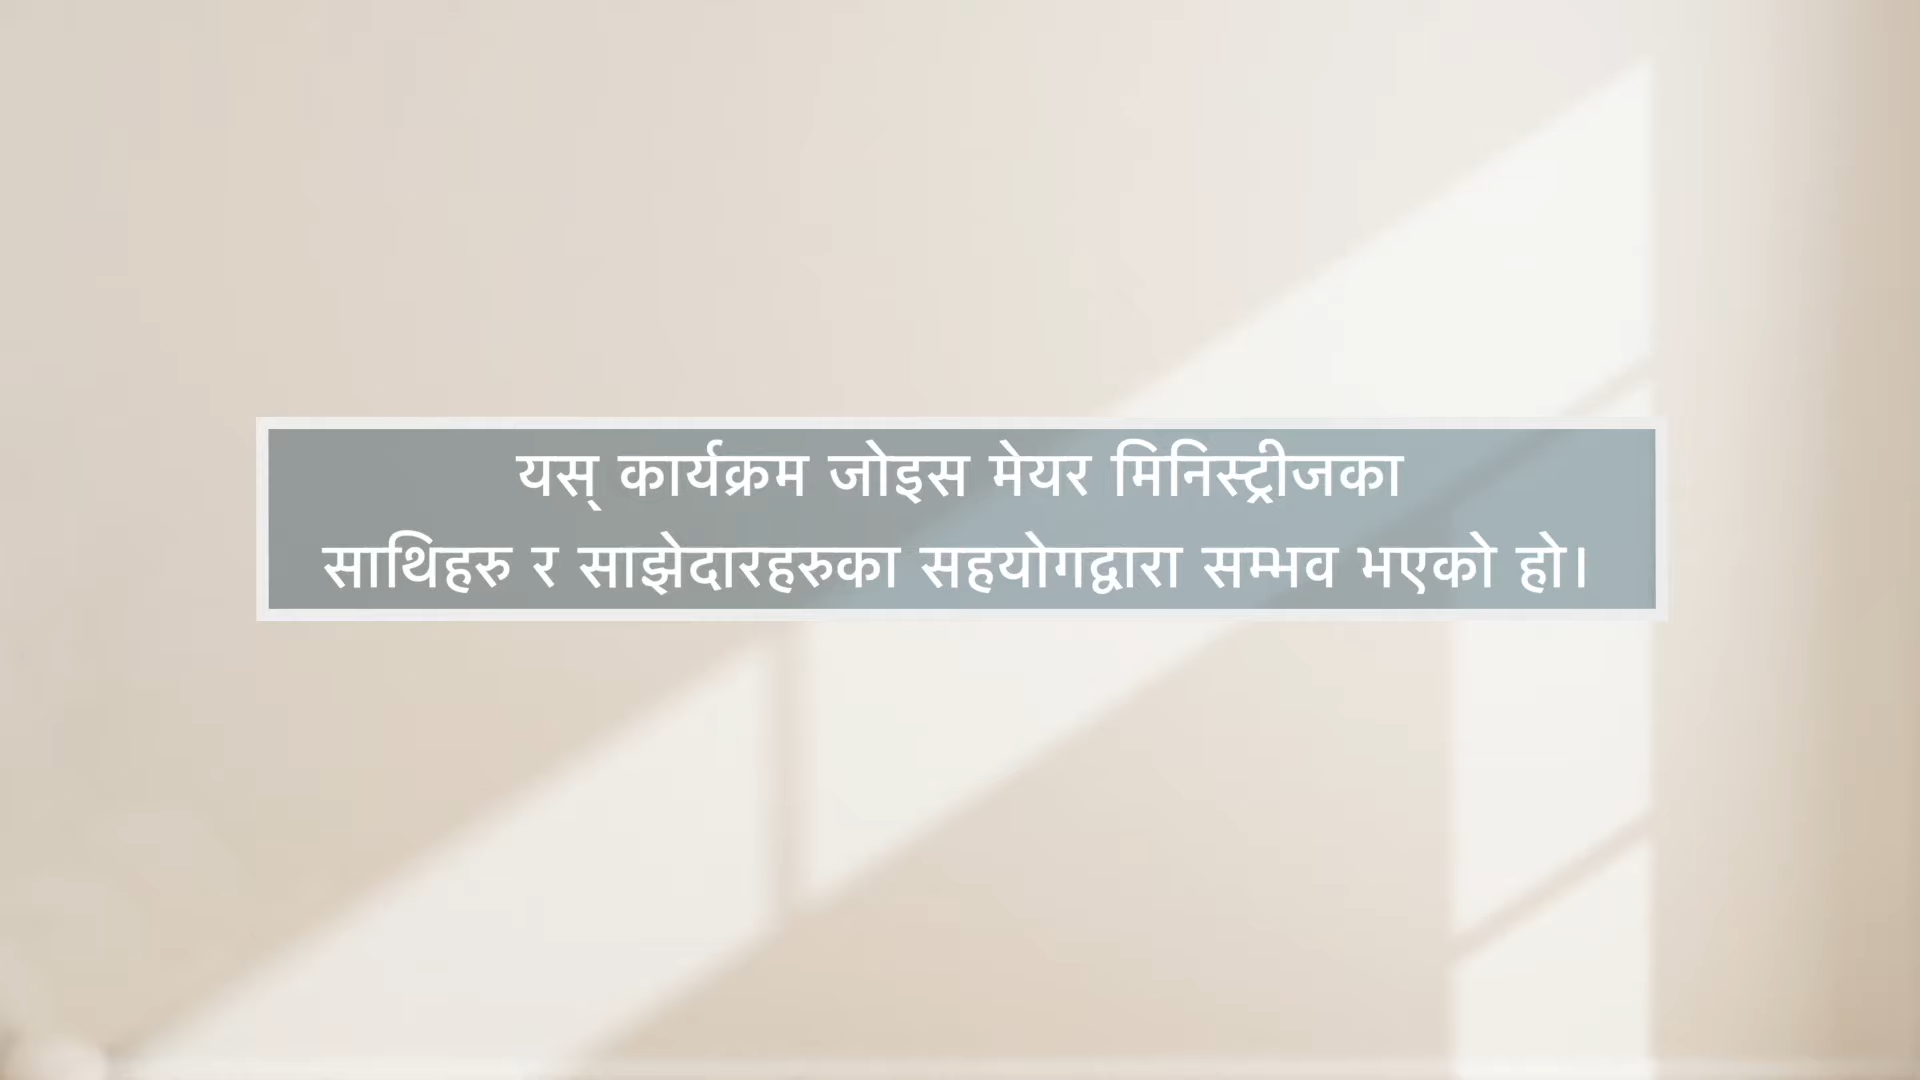 यस् कार्यक्रम जोइस मेयर मिनिस्ट्रीजका
साथिहरु र साझेदारहरुका सहयोगद्वारा सम्भव भएको हो।